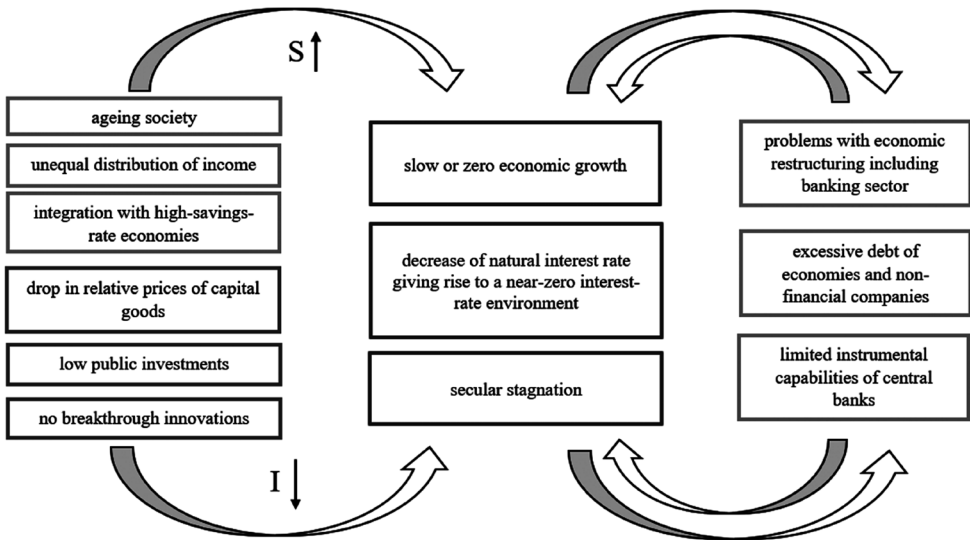 S
ageing society
unequal distribution of income
integration with high-savings-
rate economies
drop in relative prices of capital
goods
low public investments
no breakthrough innovations
I
slow or zero economic growth
decrease of natural interest rate
giving rise to a near-zero interest-
rate environment
secular stagnation
problems with economic
restructuring including
banking sector
excessive debt of
economies and non-
financial companies
limited instrumental
capabilities of central
banks